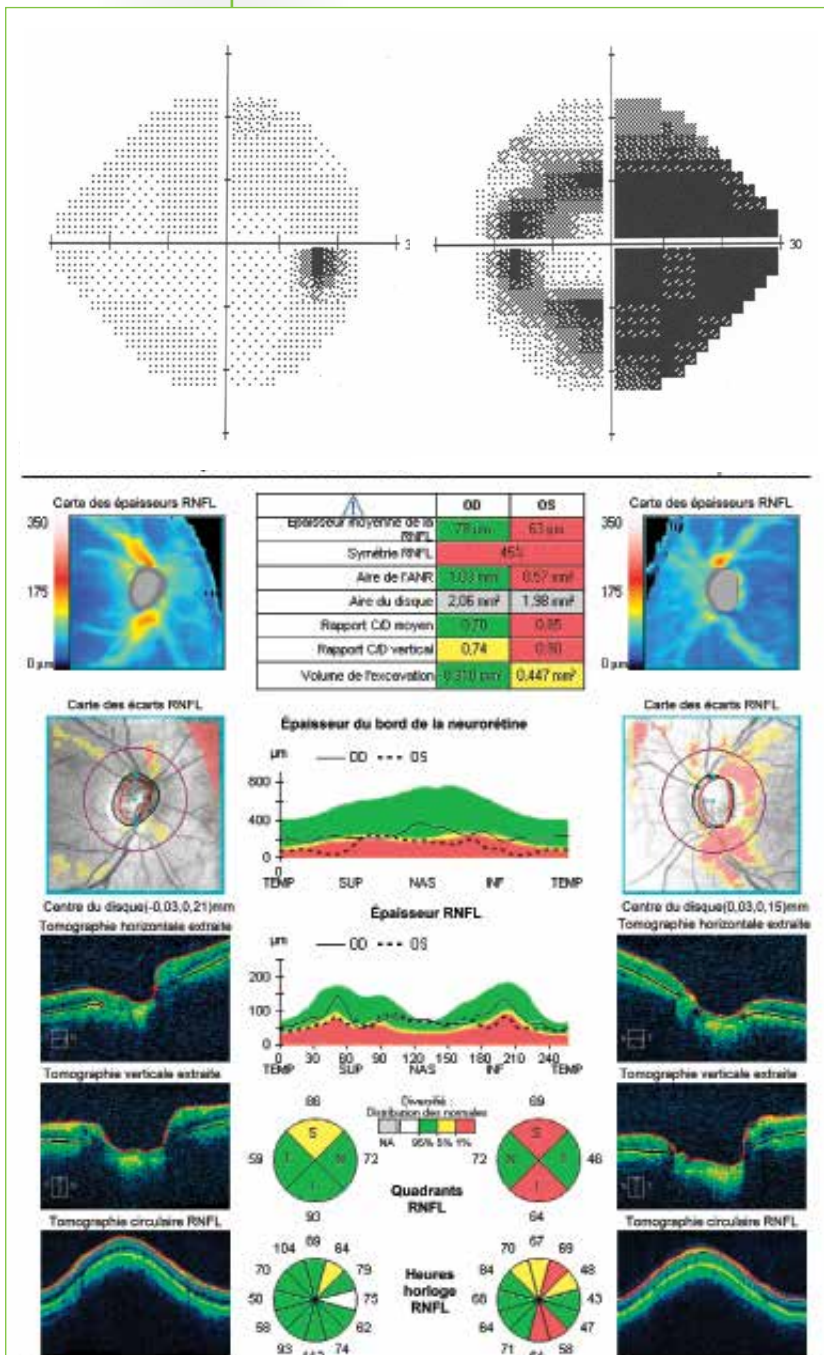 30
Carte des épaisseurs RNFL
350
175
0 µm
OD OS
Épaisseur moyenne de la RNFL 78 µm 63 µm
Symétrie RNFL 45%
Aire de l'ANR 1,03 mm² 0,57 mm²
Aire du disque 2,06 mm² 1,98 mm²
Rapport C/D moyen 0,70 0,85
Rapport C/D vertical 0,74 0,80
Volume de l'excavation 0,310 mm³ 0,447 mm³
Carte des épaisseurs RNFL
350
175
0 µm
Carte des écarts RNFL
Centre du disque(-0,03,0,21)mm
Épaisseur du bord de la neurorétine
µm OD OS
800
400
0
0
TEMP SUP NAS INF TEMP
Carte des écarts RNFL
Centre du disque(0,03,0,15)mm
Tomographie horizontale extraite
Épaisseur RNFL
µm OD OS
200
100
0
0 30 60 90 120 150 180 210 240
TEMP SUP NAS INF TEMP
Tomographie horizontale extraite
Tomographie verticale extraite
Tomographie verticale extraite
Diversifié :
Distribution des normales
NA 95% 5% 1%
86
59 S T N I 72
93
Quadrants
RNFL
69
72 S N T I 46
64
Tomographie circulaire RNFL
Tomographie circulaire RNFL
Heures
horloge
RNFL
104 89 64
70 79
50 75
58 62
93 74
70 67 69
84 48
68 43
64 47
71 58